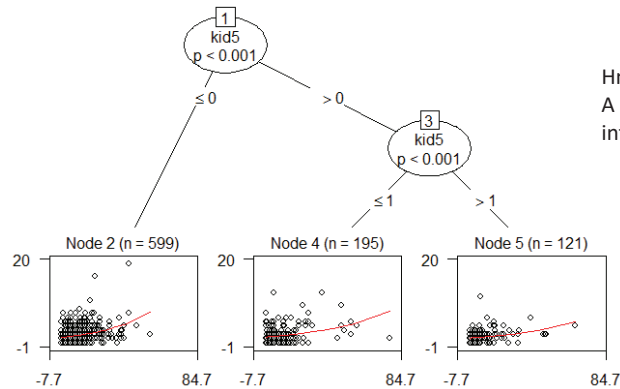 1
kid5
p < 0.001
≤ 0
> 0
3
kid5
p < 0.001
≤ 1
> 1
Node 2 (n = 599)
20
-1
-7.7
84.7
Node 4 (n = 195)
20
-1
-7.7
84.7
Node 5 (n = 121)
20
-1
-7.7
84.7
A